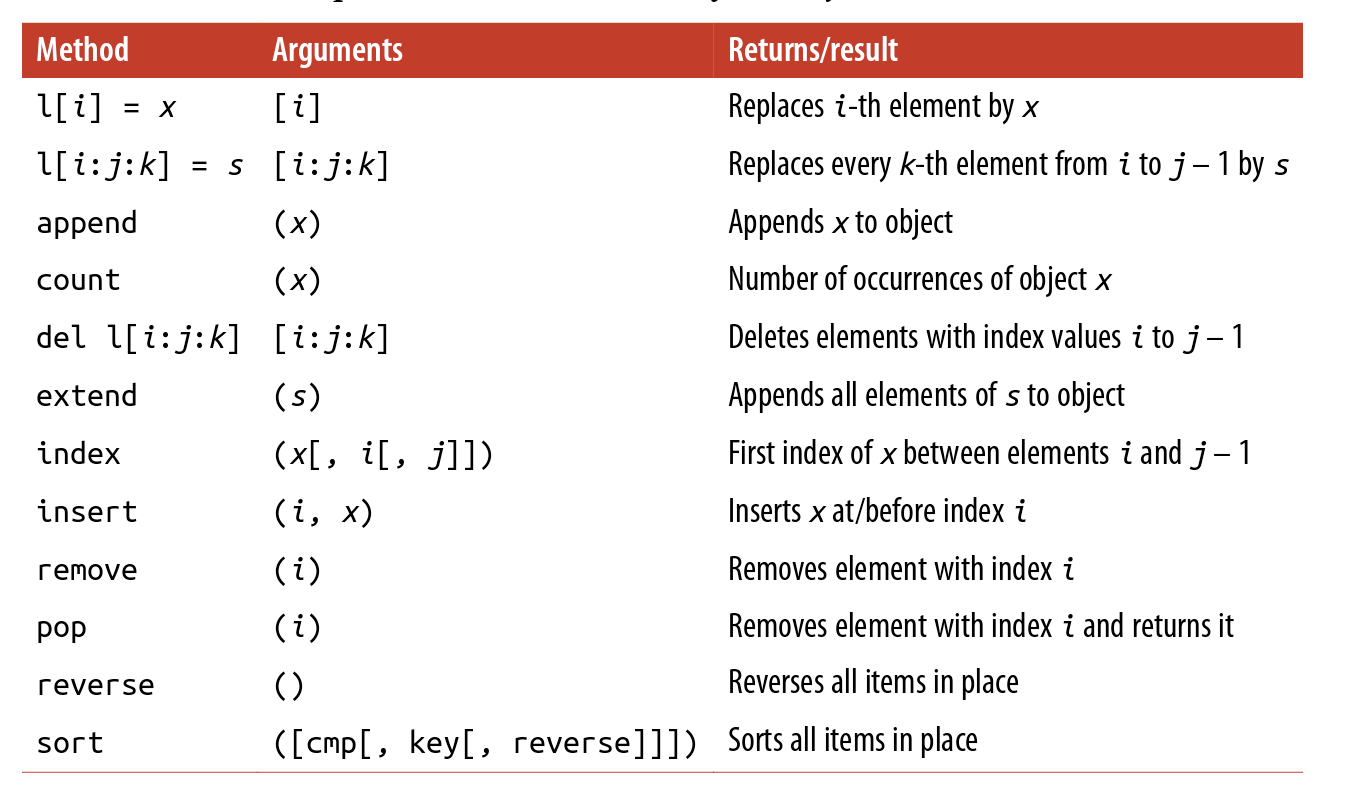 Method Arguments Returns/result
l[i] = x [i] Replaces i-th element by x
l[i:j:k] = s [i:j:k] Replaces every k-th element from i to j – 1 by s
append (x) Appends x to object
count (x) Number of occurrences of object x
del l[i:j:k] [i:j:k] Deletes elements with index values i to j – 1
extend (s) Appends all elements of s to object
index (x[, i[, j]]) First index of x between elements i and j – 1
insert (i, x) Inserts x at/before index i
remove (i) Removes element with index i
pop (i) Removes element with index i and returns it
reverse () Reverses all items in place
sort ([cmp[, key[, reverse]]]) Sorts all items in place